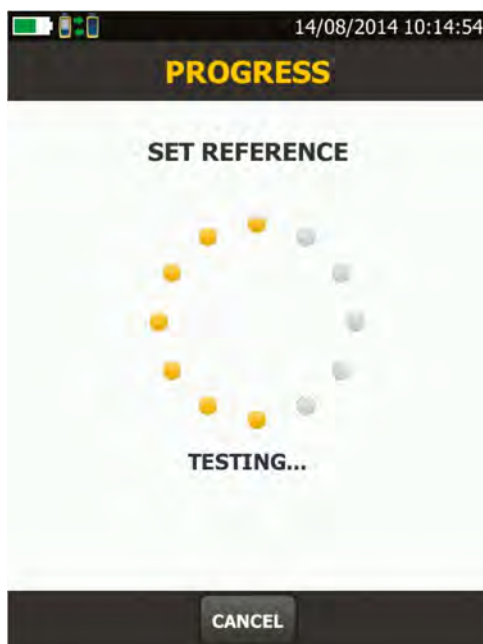 14/08/2014 10:14:54
PROGRESS
SET REFERENCE
TESTING...
CANCEL